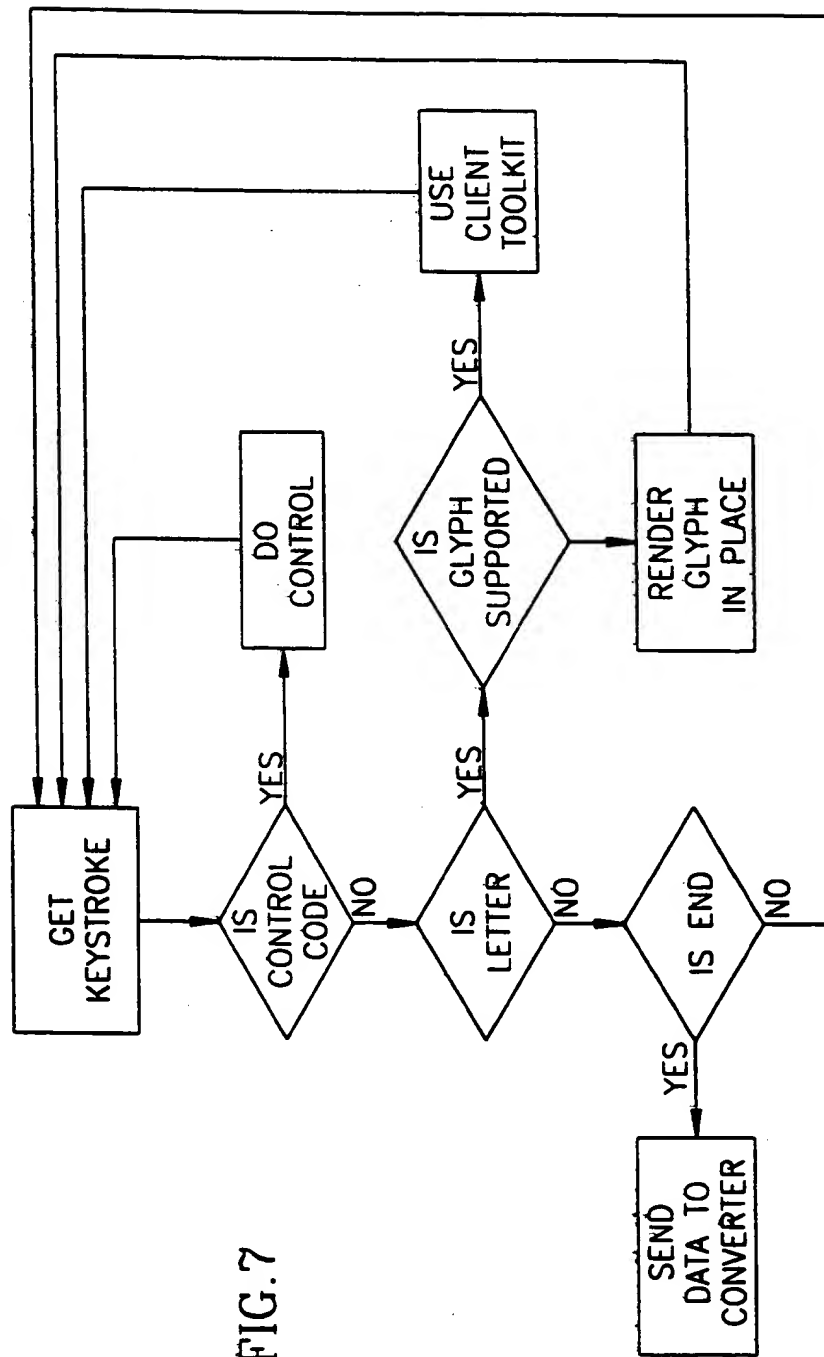 GET
KEYSTROKE
IS
CONTROL
CODE
YES
DO
CONTROL
NO
IS
LETTER
YES
IS
GLYPH
SUPPORTED
YES
USE
CLIENT
TOOLKIT
RENDER
GLYPH
IN PLACE
NO
IS END
YES
SEND
DATA TO
CONVERTER
NO
FIG.7